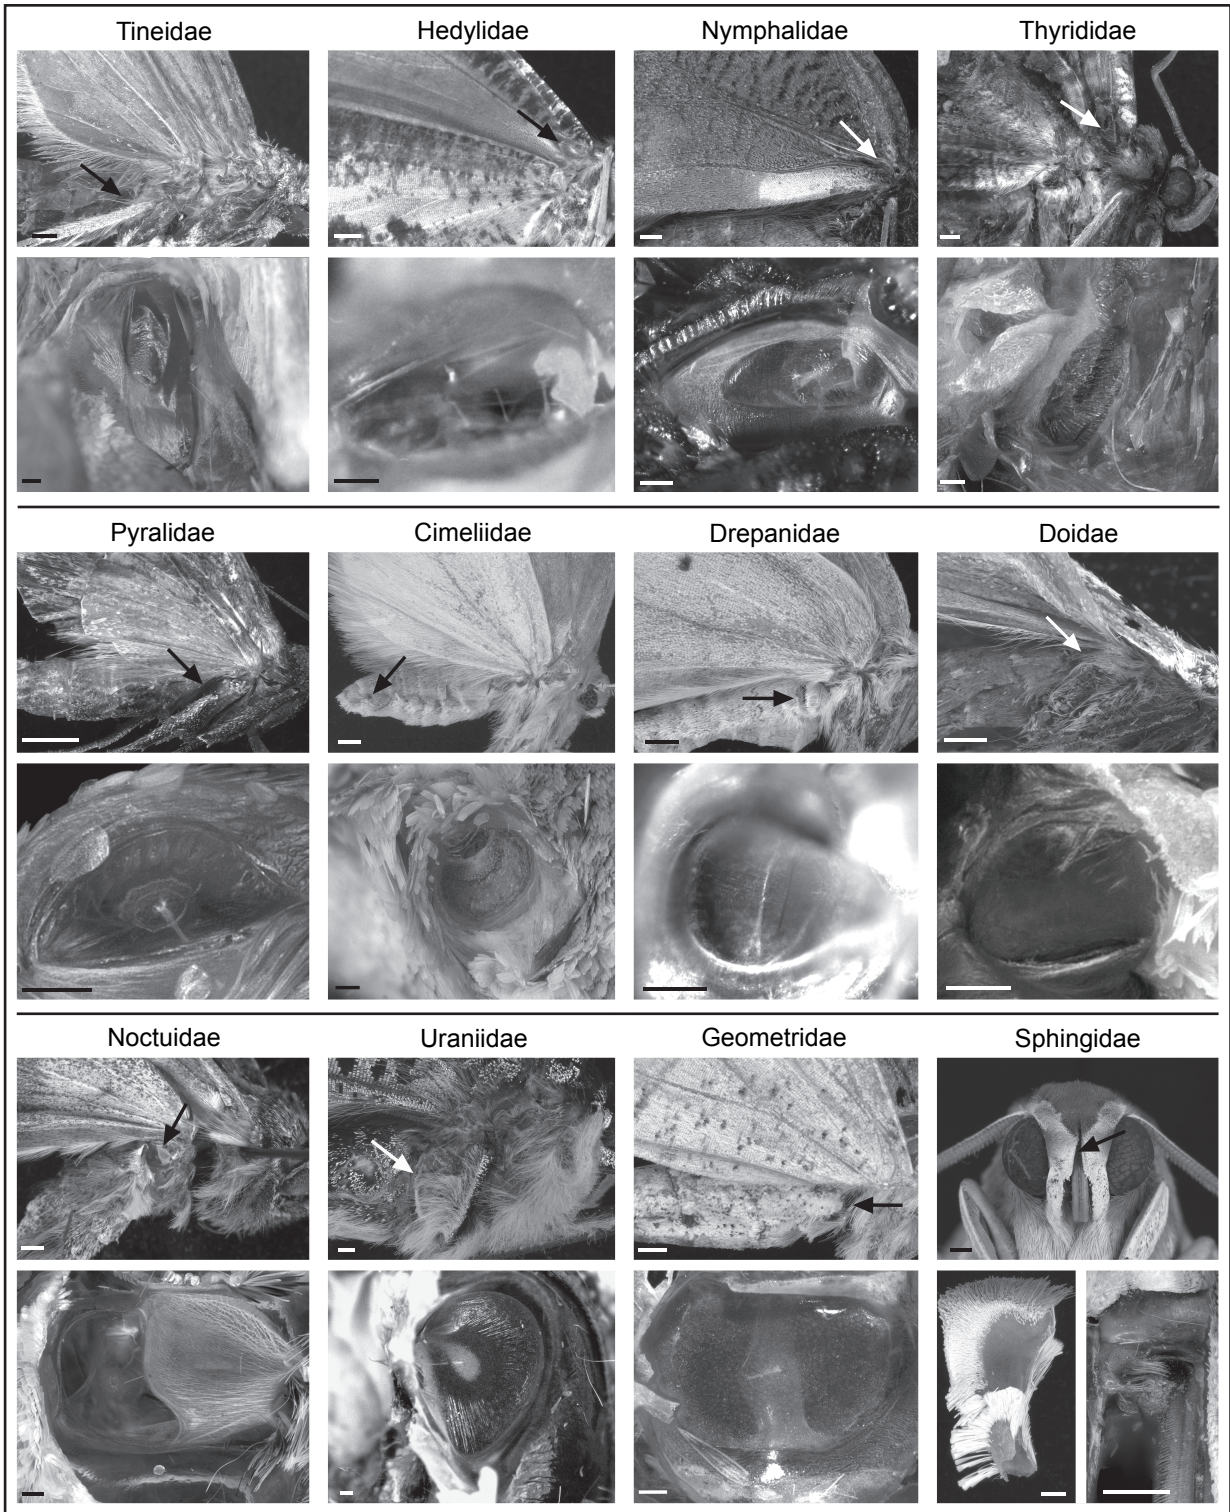 Tineidae Hedylidae Nymphalidae Thyrididae
Pyralidae Cimeliidae Drepanidae Doidae
Noctuidae Uraniidae Geometridae Sphingidae